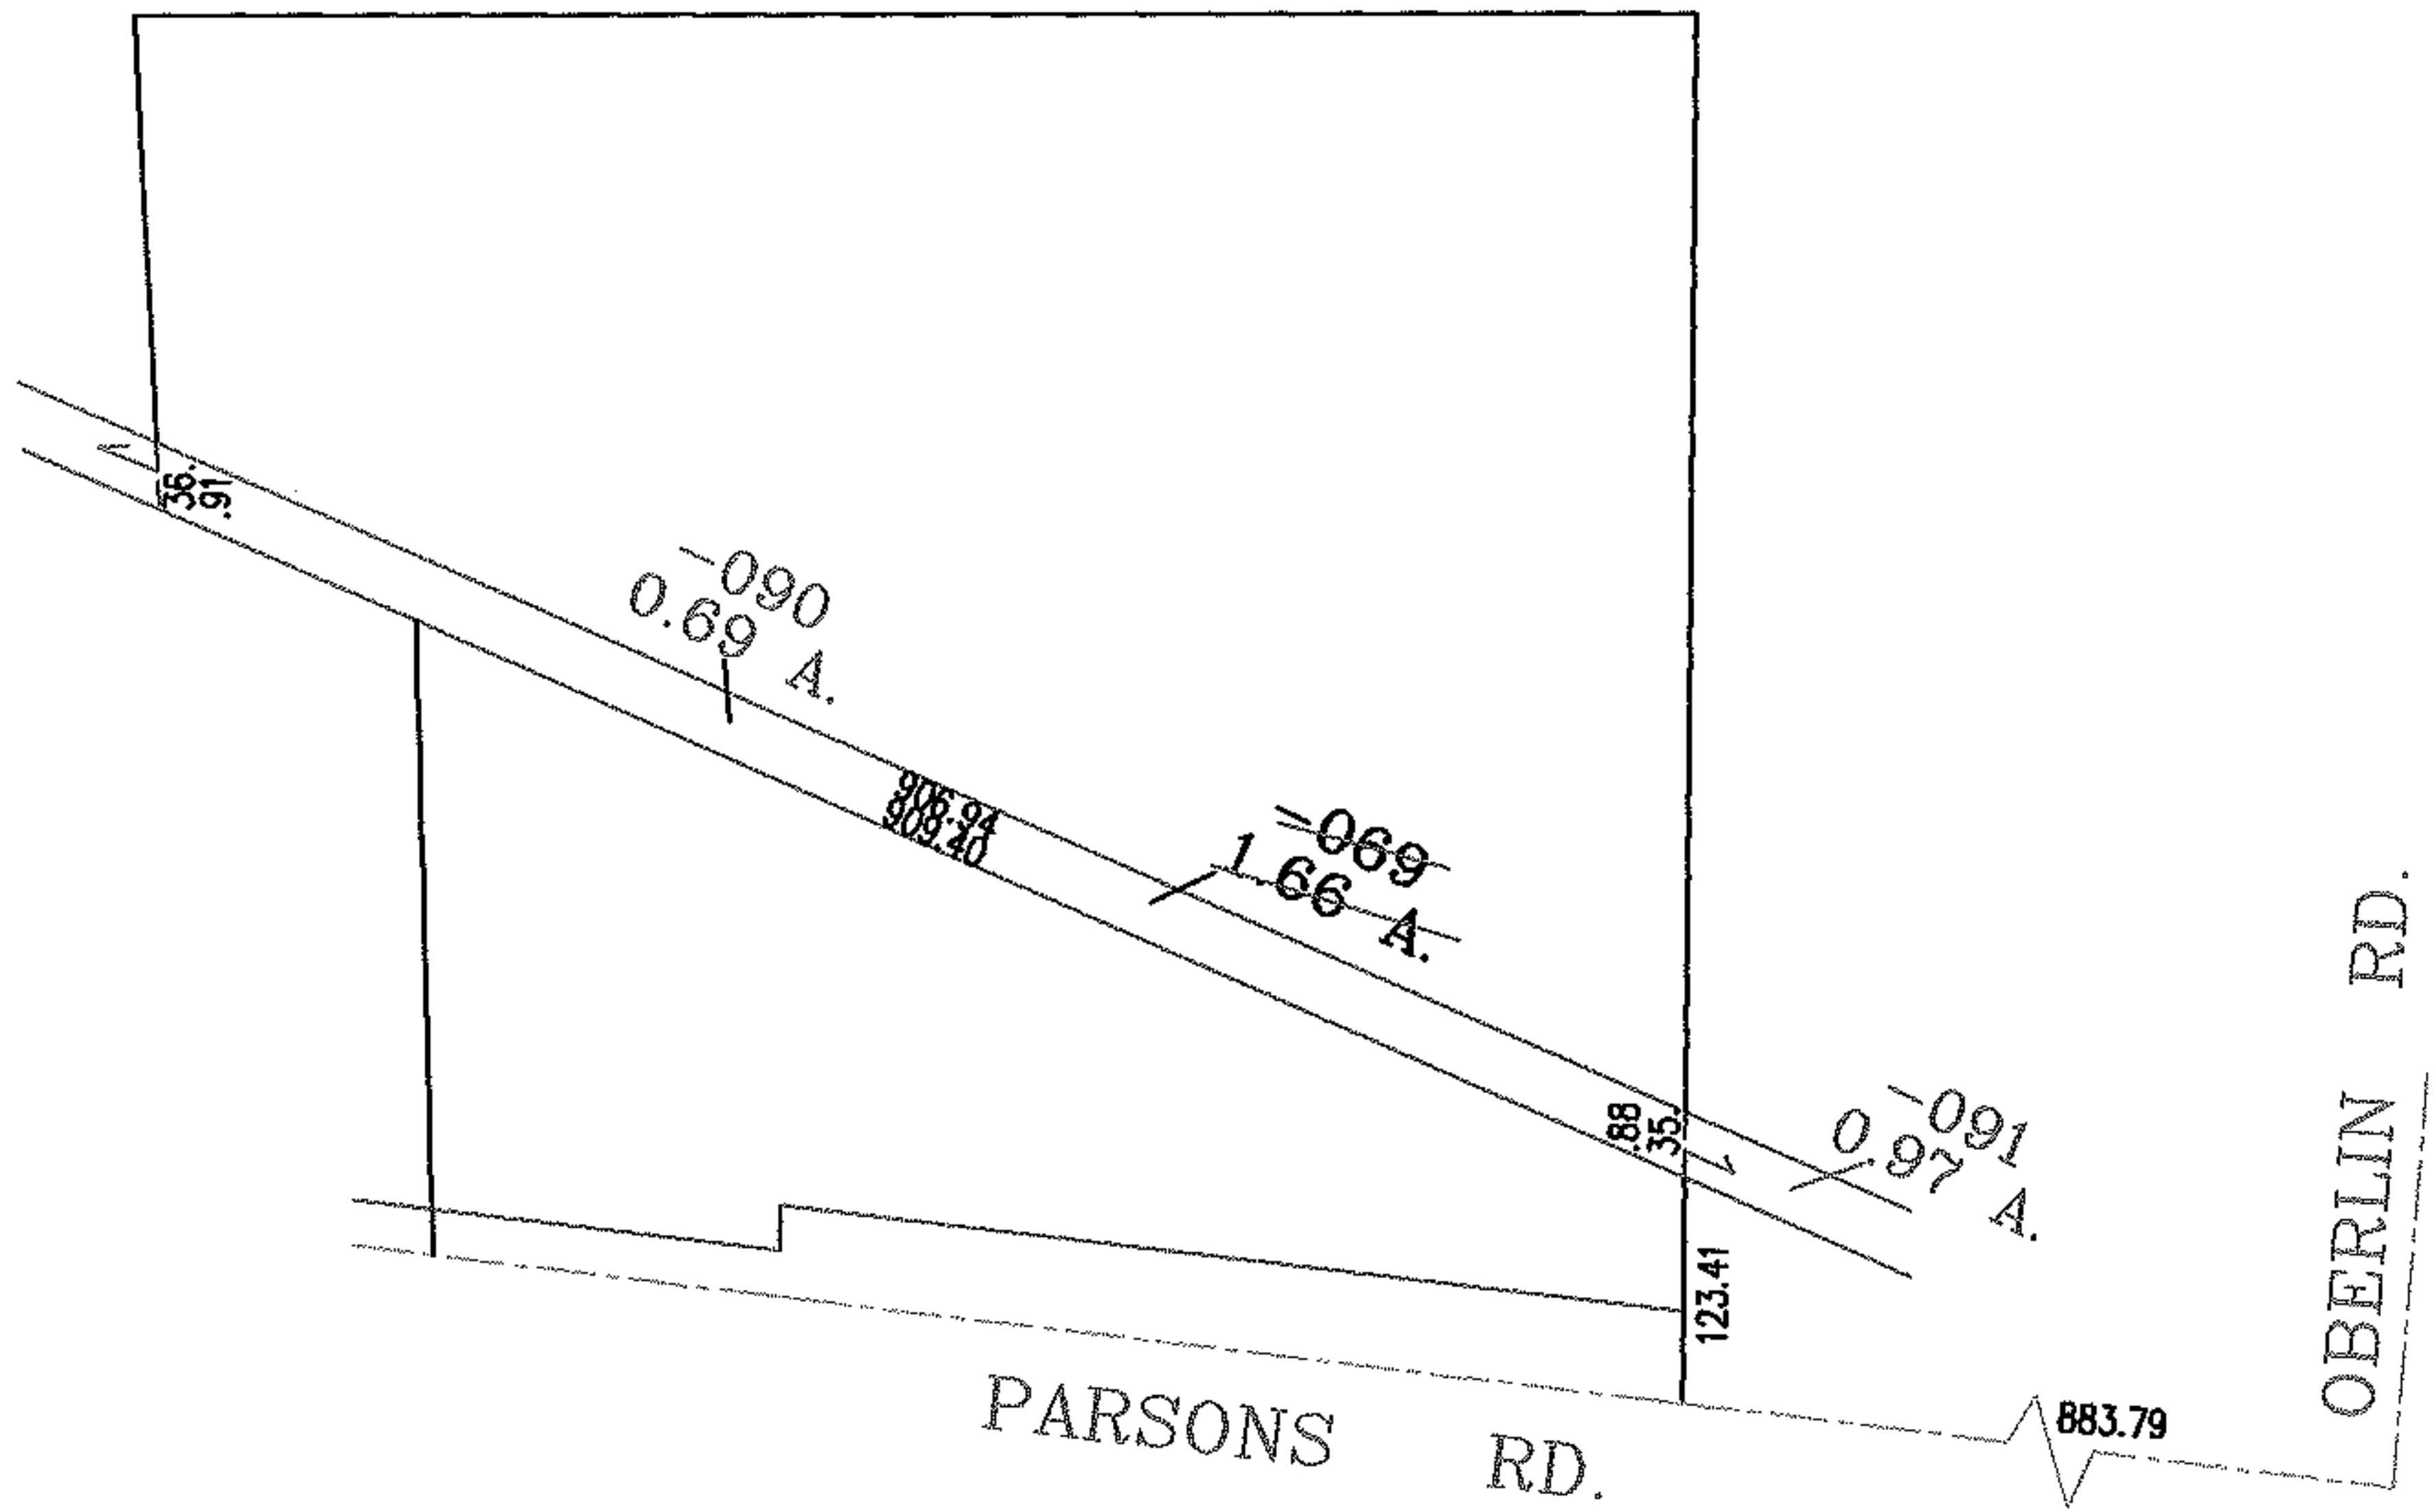 36.
91.
-090
0.69 A.
906.94
909.40
-069
1.66 A.
.88
35.
-091
0.97 A.
123.41
883.79
PARSONS RD.
OBERLIN RD.